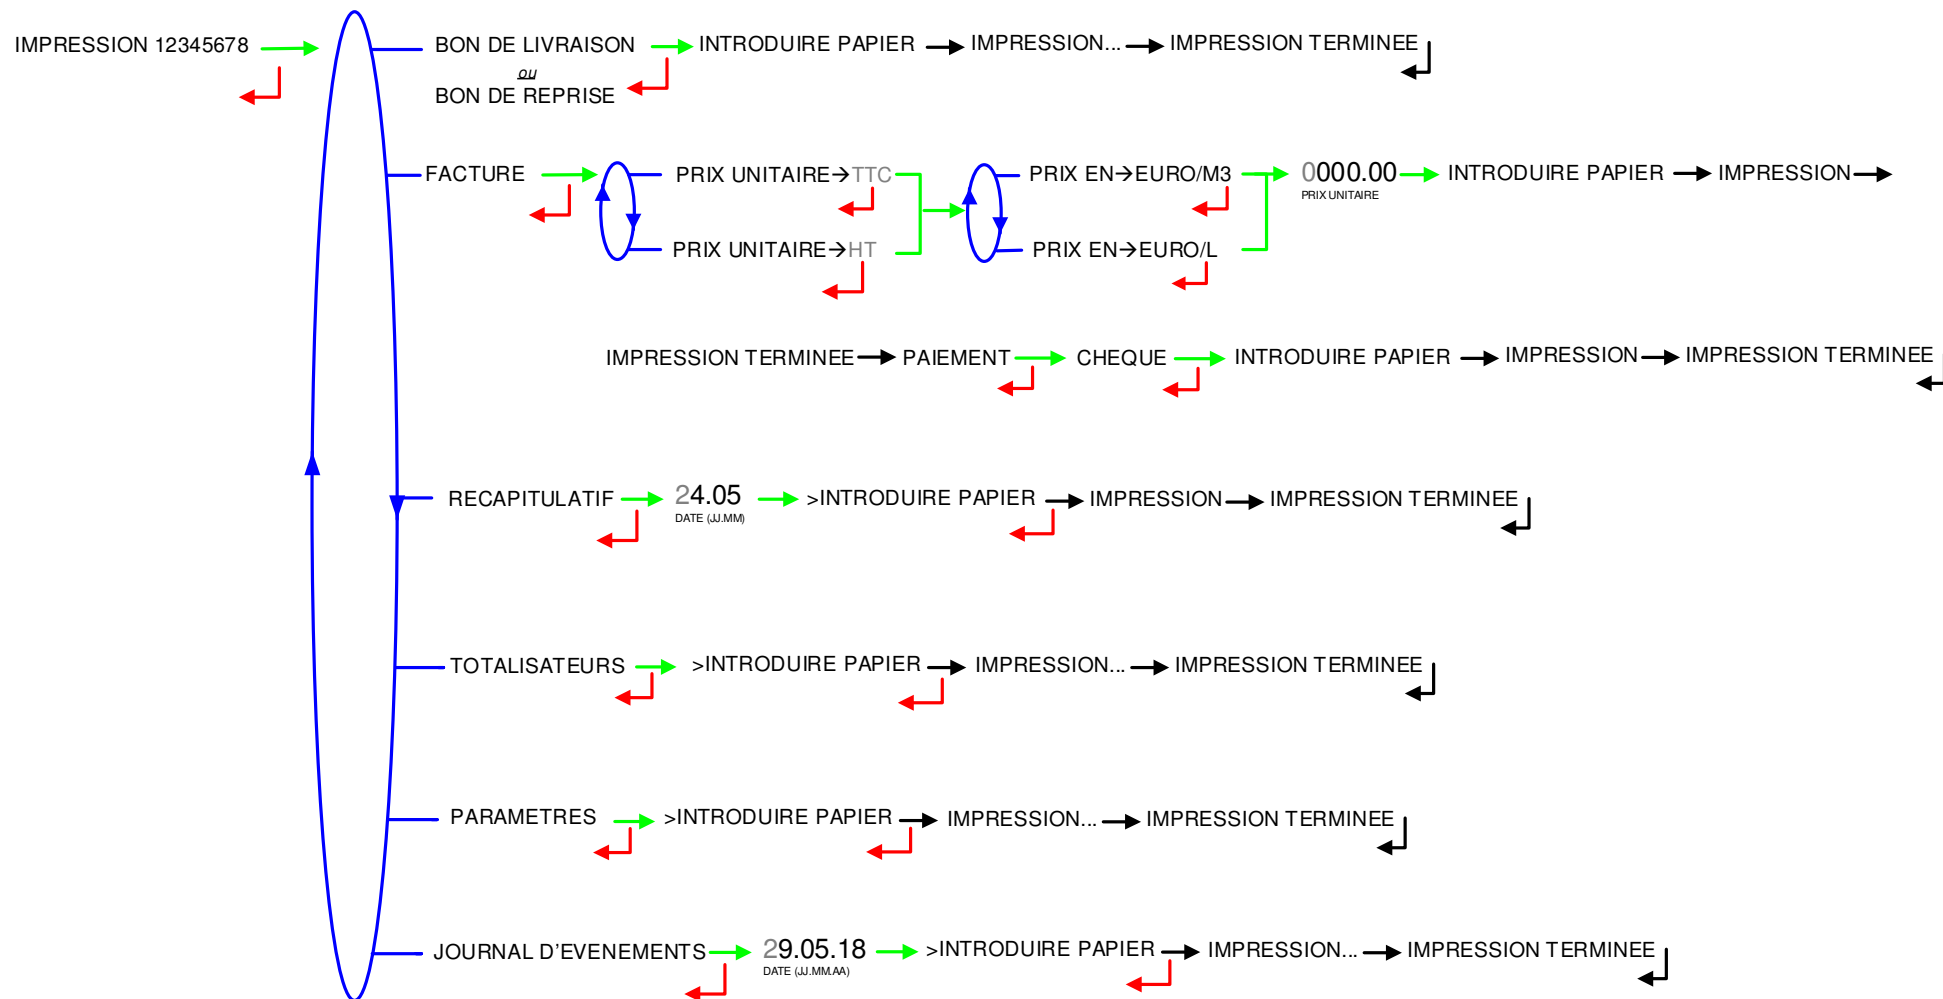 IMPRESSION 12345678
BON DE LIVRAISON INTRODUIRE PAPIER IMPRESSION... IMPRESSION TERMINEE
ou
BON DE REPRISE
FACTURE PRIX UNITAIRE→TTC PRIX EN→EURO/M3 0000.00 INTRODUIRE PAPIER IMPRESSION
PRIX UNITAIRE
PRIX UNITAIRE→HT PRIX EN→EURO/L
IMPRESSION TERMINEE PAIEMENT CHEQUE INTRODUIRE PAPIER IMPRESSION IMPRESSION TERMINEE
RECAPITULATIF 24.05 >INTRODUIRE PAPIER IMPRESSION IMPRESSION TERMINEE
DATE (JJ.MM)
TOTALISATEURS >INTRODUIRE PAPIER IMPRESSION... IMPRESSION TERMINEE
PARAMETRES >INTRODUIRE PAPIER IMPRESSION... IMPRESSION TERMINEE
JOURNAL D'EVENEMENTS 29.05.18 >INTRODUIRE PAPIER IMPRESSION... IMPRESSION TERMINEE
DATE (JJ.MM.AA)